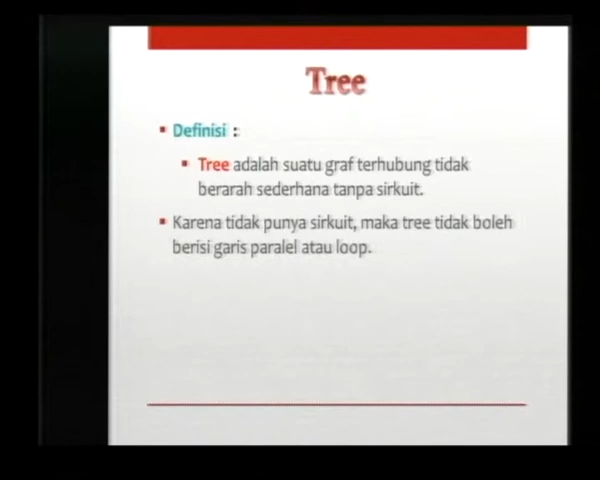 Tree
Definisi :
Tree adalah suatu graf terhubung tidak
berarah sederhana tanpa sirkuit.
Karena tidak punya sirkuit, maka tree tidak boleh
berisi garis paralel atau loop.